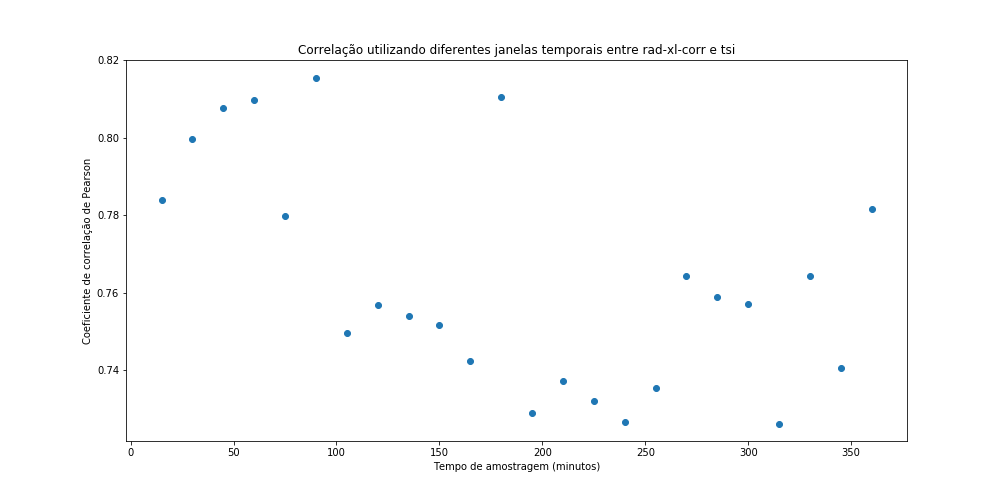 Correlação utilizando diferentes janelas temporais entre rad-xl-corr e tsi
0.82
0.80
0.78
0.76
0.74
Coeficiente de correlação de Pearson
0 50 100 150 200 250 300 350
Tempo de amostragem (minutos)